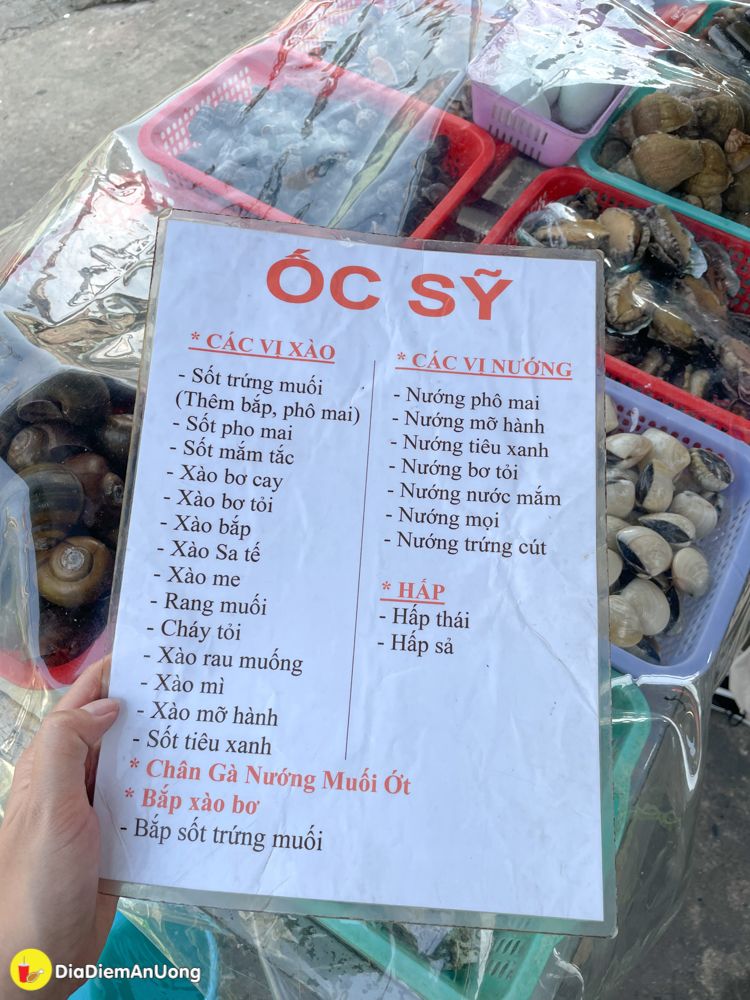 ỐC SỸ
* CÁC VỊ XÀO
- Sốt trứng muối
(Thêm bắp, phô mai)
- Sốt pho mai
- Sốt mắm tắc
- Xào bơ cay
- Xào bơ tỏi
- Xào bắp
- Xào Sa tế
- Xào me
- Rang muối
- Cháy tỏi
- Xào rau muống
- Xào mì
- Xào mỡ hành
- Sốt tiêu xanh
* CÁC VỊ NƯỚNG
- Nướng phô mai
- Nướng mỡ hành
- Nướng tiêu xanh
- Nướng bơ tỏi
- Nướng nước mắm
- Nướng mọi
- Nướng trứng cút
* HẤP
- Hấp thái
- Hấp sả
* Chân Gà Nướng Muối Ớt
* Bắp xào bơ
- Bắp sốt trứng muối
DiaDiemAnUong